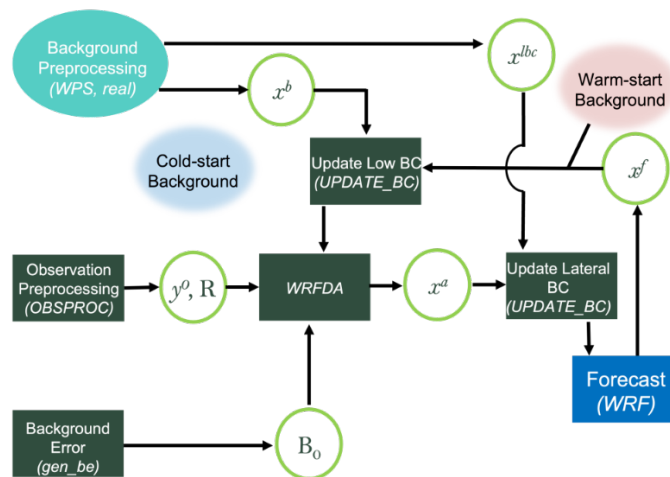 Background
Preprocessing
(WPS, real)
x^b
x^lbc
Warm-start
Background
Cold-start
Background
Update Low BC
(UPDATE_BC)
x^f
Observation
Preprocessing
(OBSPROC)
y^o, R
WRFDA
x^a
Update Lateral
BC
(UPDATE_BC)
Forecast
(WRF)
Background
Error
(gen_be)
B_0